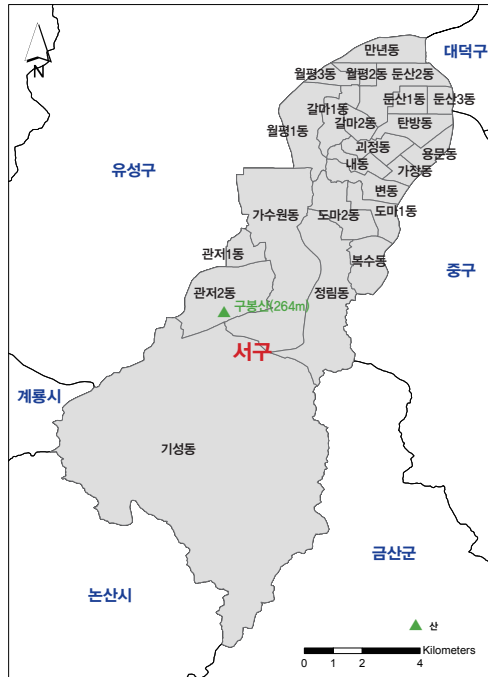 만년동
대덕구
월평3동
월평2동
둔산2동
둔산1동
둔산3동
갈마1동
갈마2동
탄방동
월평1동
괴정동
용문동
내동
가장동
유성구
변동
가수원동
도마2동
도마1동
관저1동
복수동
중구
관저2동
정림동
구봉산(264m)
서구
계룡시
기성동
금산군
논산시
산
N
Kilometers
0 1 2 4